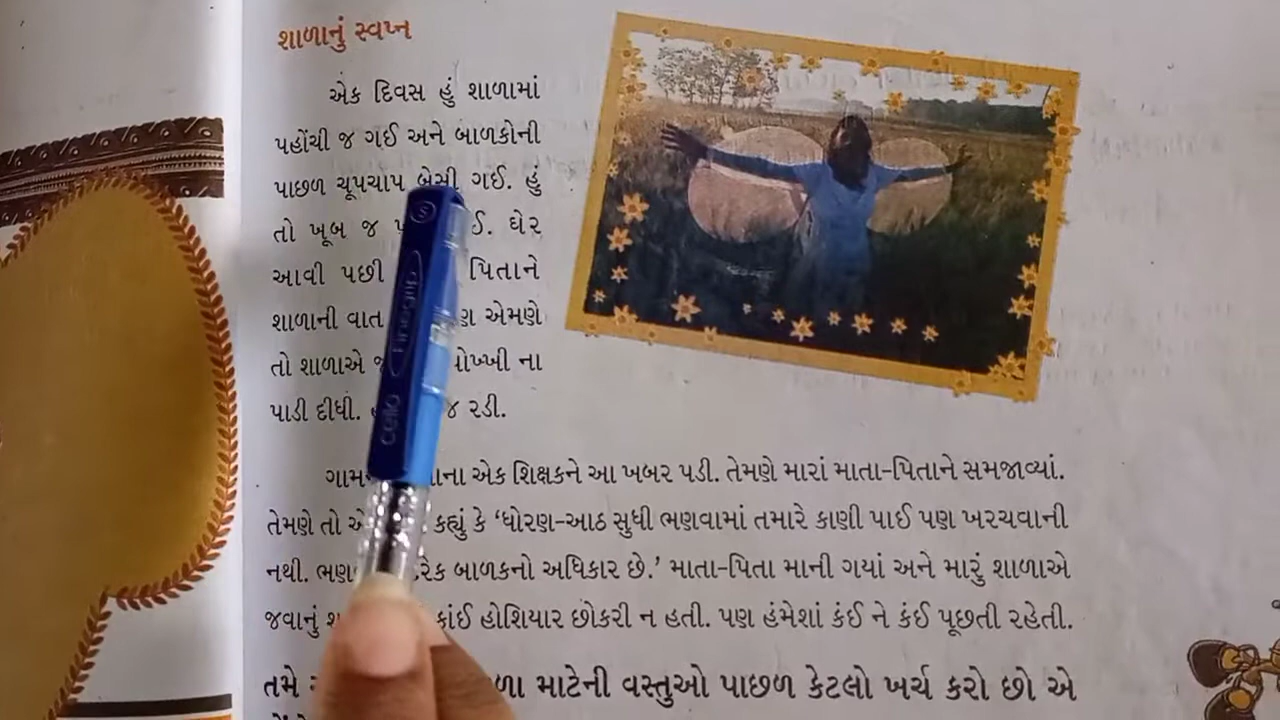 શાળાનું સ્વપ્ન
એક દિવસ હું શાળામાં
પહોંચી જ ગઈ અને બાળકોની
પાછળ ચૂપચાપ બેસી ગઈ. હું
તો ખૂબ જ ઘેર
આવી પછી પિતાને
શાળાની વાત એમણે
તો શાળાએ ના
પાડી દીધી. રડી.
એક શિક્ષકને આ ખબર પડી. તેમણે મારાં માતા-પિતાને સમજાવ્યાં.
તેમણે તો કહ્યું કે ‘ધોરણ-આઠ સુધી ભણવામાં તમારે કાણી પાઈ પણ ખરચવાની
નથી. બાળકનો અધિકાર છે.’ માતા-પિતા માની ગયાં અને મારું શાળાએ
જવાનું કાંઈ હોશિયાર છોકરી ન હતી. પણ હંમેશાં કંઈ ને કંઈ પૂછતી રહેતી.
તમે માટેની વસ્તુઓ પાછળ કેટલો ખર્ચ કરો છો એ
cello